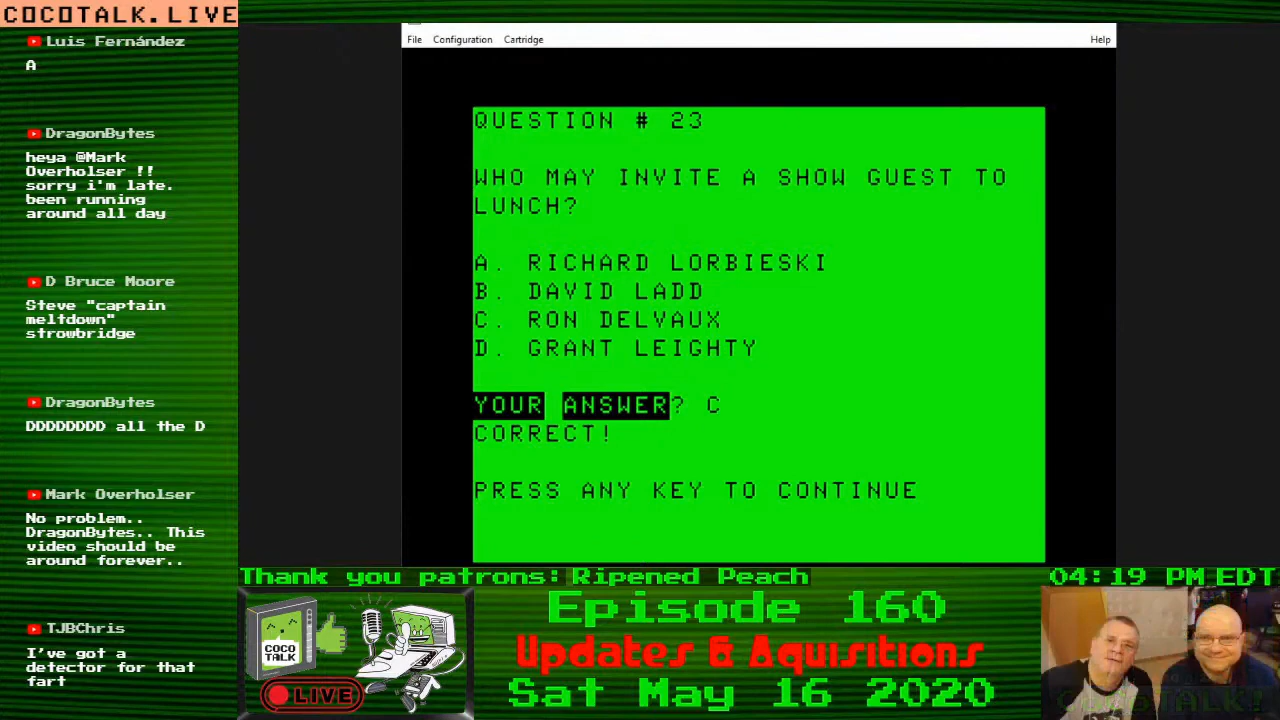 COCOTALK.LIVE
Luis Fernández
A
DragonBytes
heya @Mark
Overholser !!
sorry i'm late.
been running
around all day
D Bruce Moore
Steve "captain
meltdown"
strowbridge
DragonBytes
DDDDDDDD all the D
Mark Overholser
No problem..
DragonBytes.. This
video should be
around forever..
TJBChris
I've got a
detector for that
fart
File Configuration Cartridge Help
QUESTION # 23
WHO MAY INVITE A SHOW GUEST TO
LUNCH?
A. RICHARD LORBIESKI
B. DAVID LADD
C. RON DELVAUX
D. GRANT LEIGHTY
YOUR ANSWER? C
CORRECT!
PRESS ANY KEY TO CONTINUE
Thank you patrons: Ripened Peach
04:19 PM EDT
COCO
TALK
LIVE
Episode 160
Updates & Aquisitions
Sat May 16 2020
COCOTALK!